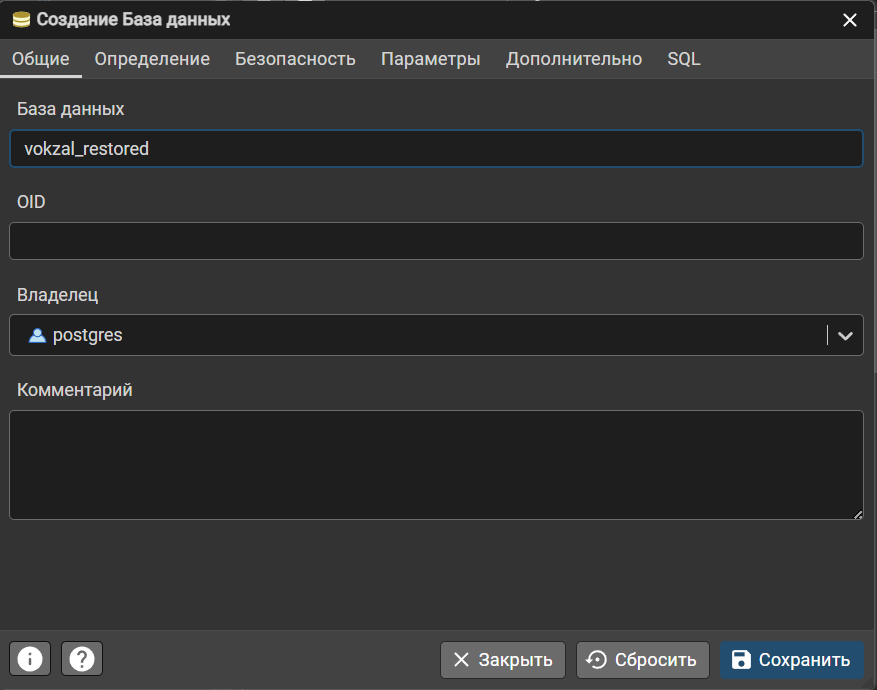 Создание База данных
Общие Определение Безопасность Параметры Дополнительно SQL
База данных
vokzal_restored
OID
Владелец
postgres
Комментарий
Закрыть Сбросить Сохранить